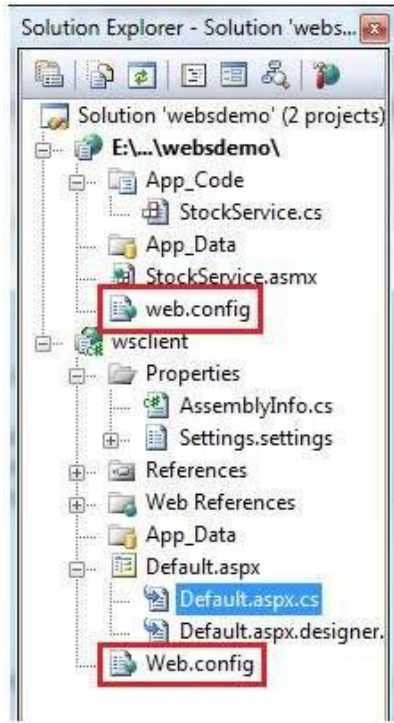 Solution Explorer - Solution 'webs...
Solution 'websdemo' (2 projects)
E:\...\websdemo\
App_Code
StockService.cs
App_Data
StockService.asmx
web.config
wsclient
Properties
AssemblyInfo.cs
Settings.settings
References
Web References
App_Data
Default.aspx
Default.aspx.cs
Default.aspx.designer.
Web.config